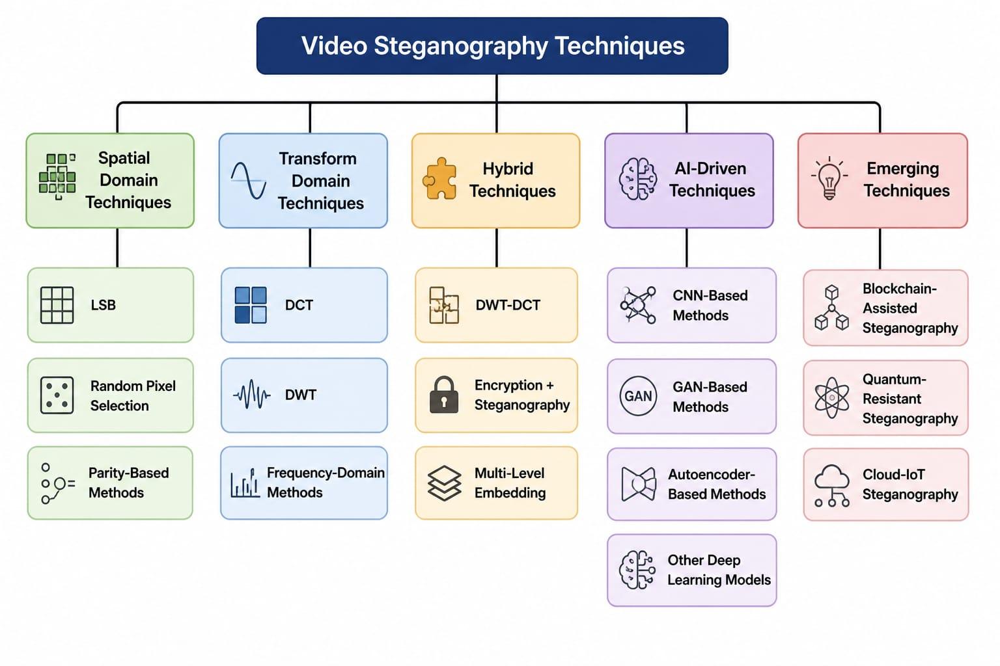 Video Steganography Techniques
Spatial
Domain
Techniques
Transform
Domain
Techniques
Hybrid
Techniques
AI-Driven
Techniques
Emerging
Techniques
LSB
Random Pixel
Selection
Parity-Based
Methods
DCT
DWT
Frequency-Domain
Methods
DWT-DCT
Encryption +
Steganography
Multi-Level
Embedding
CNN-Based
Methods
GAN
GAN-Based
Methods
Autoencoder-
Based Methods
Other Deep
Learning Models
Blockchain-
Assisted
Steganography
Quantum-
Resistant
Steganography
Cloud-IoT
Steganography